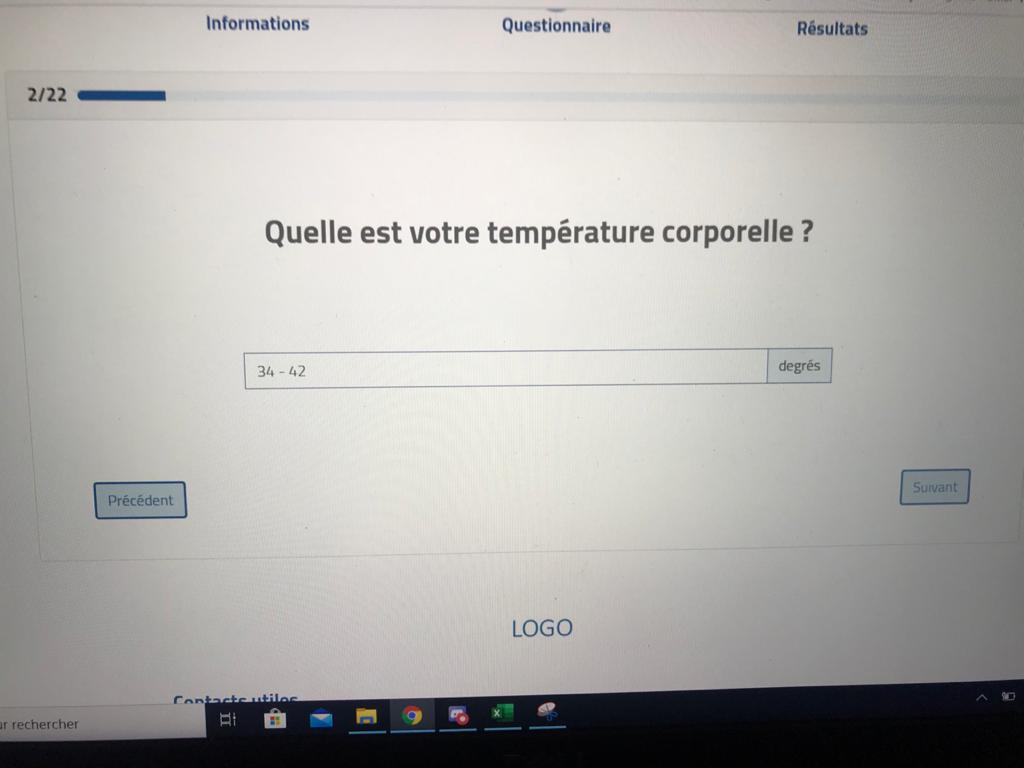 Informations
Questionnaire
Résultats
2/22
Quelle est votre température corporelle ?
34 - 42
degrés
Précédent
Suivant
LOGO
Contacts utiles
rechercher